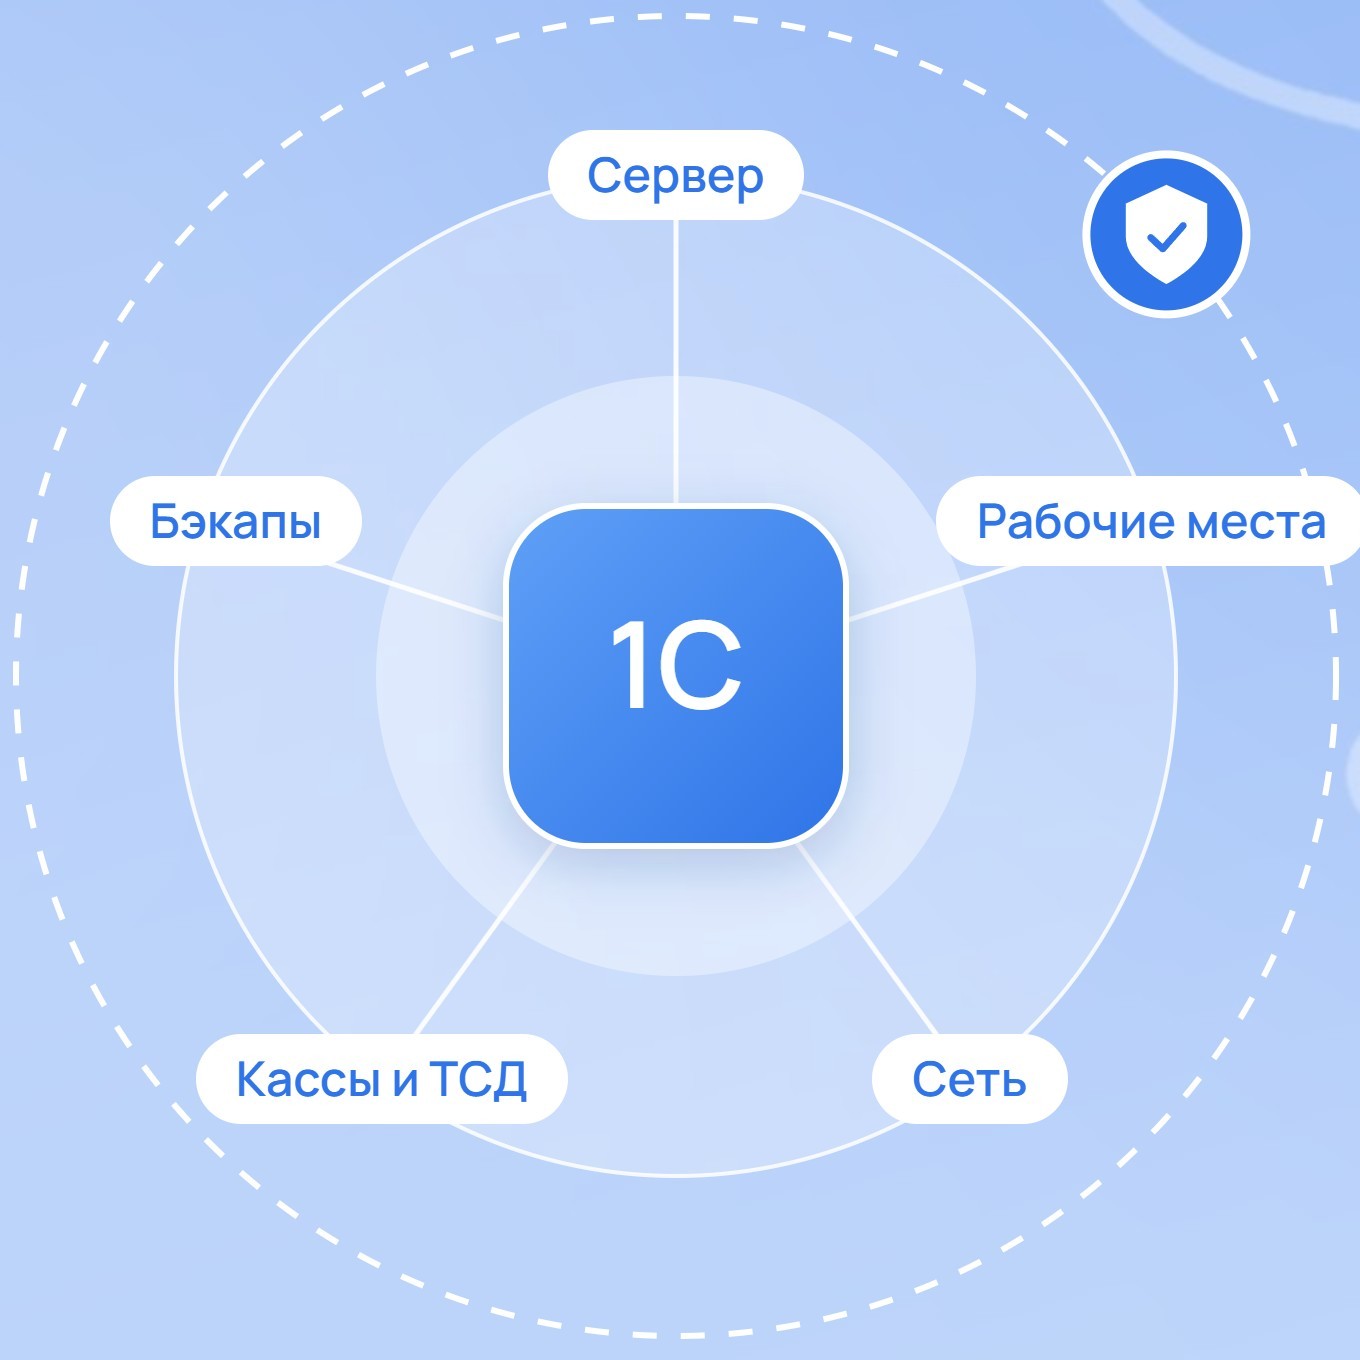 Сервер
Бэкапы
Рабочие места
1С
Кассы и ТСД
Сеть